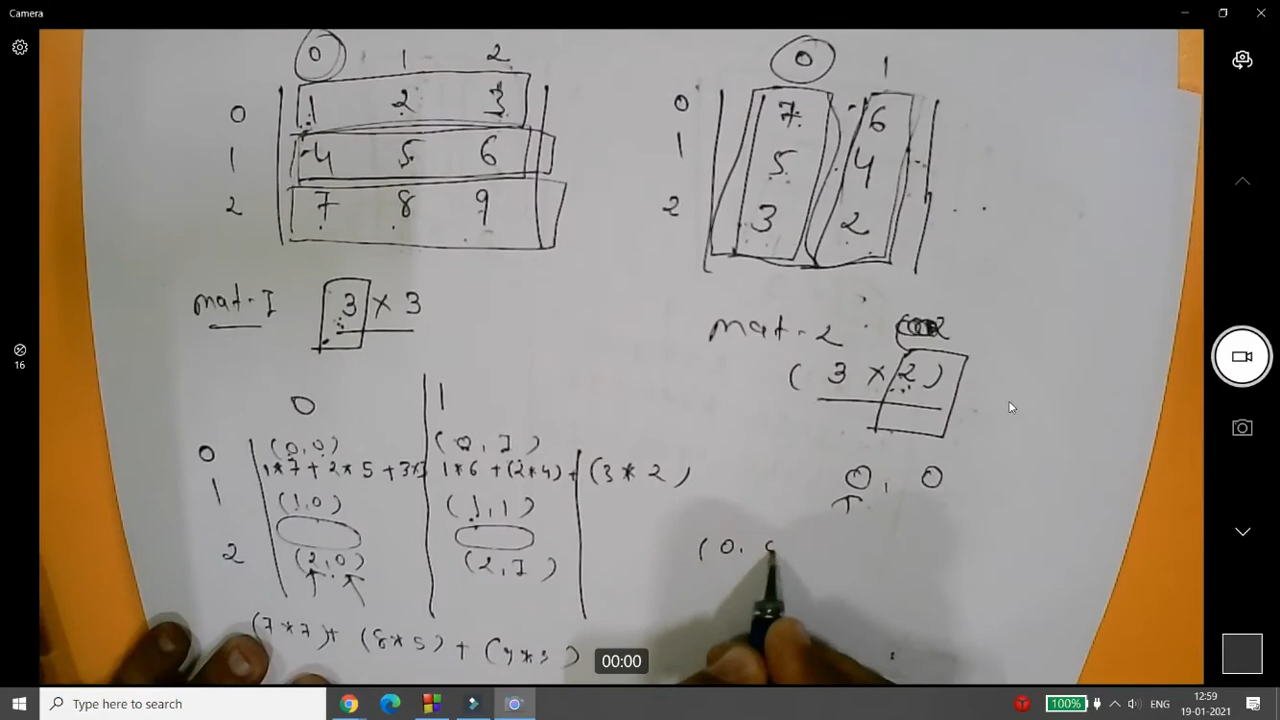 Camera
0 1 2
0 1 2 3
1 4 5 6
2 7 8 9
mat-I 3 × 3
0 1
0 7 6
1 5 4
2 3 2
mat-2 2
( 3 × 2 )
0 1
0 (0,0) (0,1)
1*7 + 2*5 + 3* 1*6 + (2*4) + (3*2)
1 (1,0) (1,1)
2 (2,0) (2,1)
(7*7)+ (8*5) + (9*3)
0, 0
(0,
00:00
16
Type here to search
100%
ENG
12:59
19-01-2021